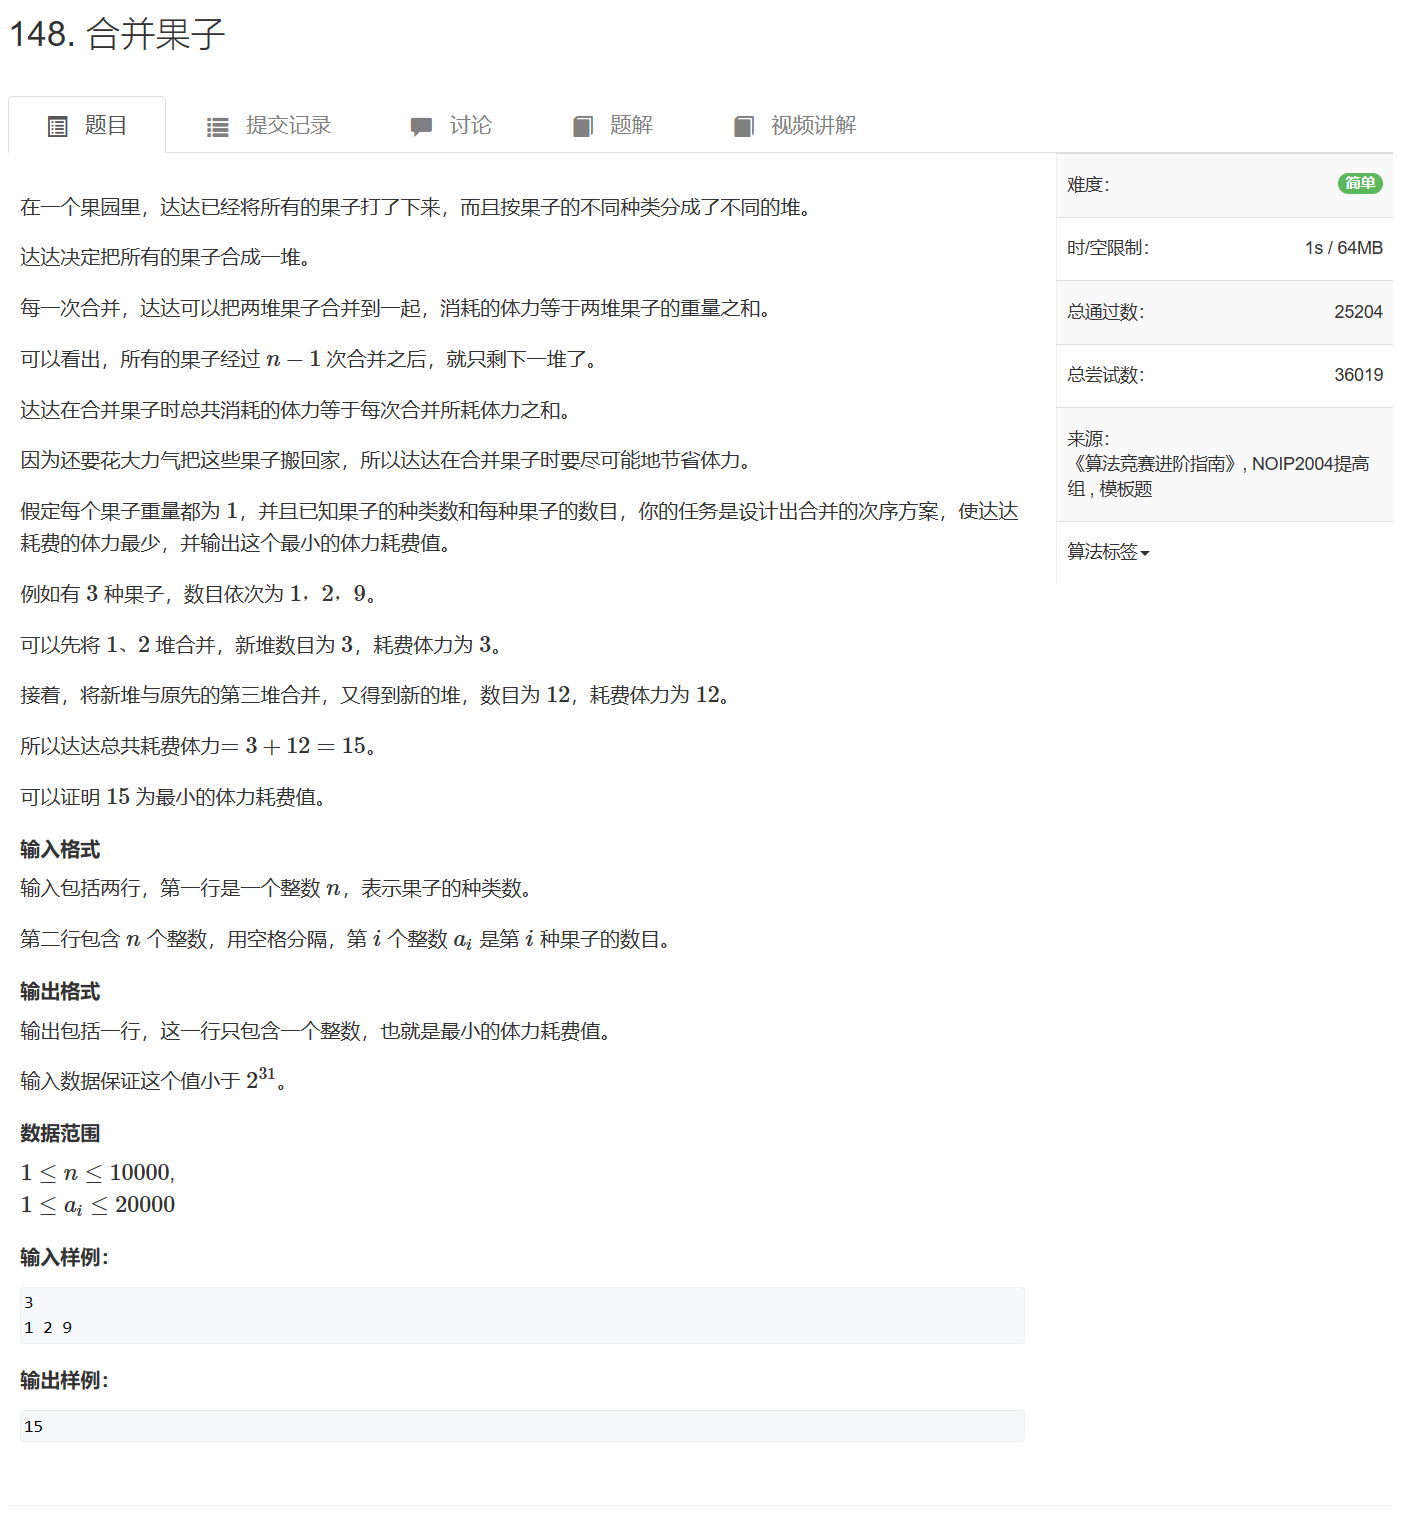 148. 合并果子
题目
提交记录
讨论
题解
视频讲解
在一个果园里，达达已经将所有的果子打了下来，而且按果子的不同种类分成了不同的堆。
达达决定把所有的果子合成一堆。
每一次合并，达达可以把两堆果子合并到一起，消耗的体力等于两堆果子的重量之和。
可以看出，所有的果子经过 n − 1 次合并之后，就只剩下一堆了。
达达在合并果子时总共消耗的体力等于每次合并所耗体力之和。
因为还要花大力气把这些果子搬回家，所以达达在合并果子时要尽可能地节省体力。
假定每个果子重量都为 1，并且已知果子的种类数和每种果子的数目，你的任务是设计出合并的次序方案，使达达
耗费的体力最少，并输出这个最小的体力耗费值。
例如有 3 种果子，数目依次为 1，2，9。
可以先将 1、2 堆合并，新堆数目为 3，耗费体力为 3。
接着，将新堆与原先的第三堆合并，又得到新的堆，数目为 12，耗费体力为 12。
所以达达总共耗费体力= 3 + 12 = 15。
可以证明 15 为最小的体力耗费值。
输入格式
输入包括两行，第一行是一个整数 n，表示果子的种类数。
第二行包含 n 个整数，用空格分隔，第 i 个整数 aᵢ 是第 i 种果子的数目。
输出格式
输出包括一行，这一行只包含一个整数，也就是最小的体力耗费值。
输入数据保证这个值小于 2³¹。
数据范围
1 ≤ n ≤ 10000,
1 ≤ aᵢ ≤ 20000
输入样例：
3
1 2 9
输出样例：
15
难度： 简单
时/空限制： 1s / 64MB
总通过数： 25204
总尝试数： 36019
来源：
《算法竞赛进阶指南》, NOIP2004提高
组 , 模板题
算法标签